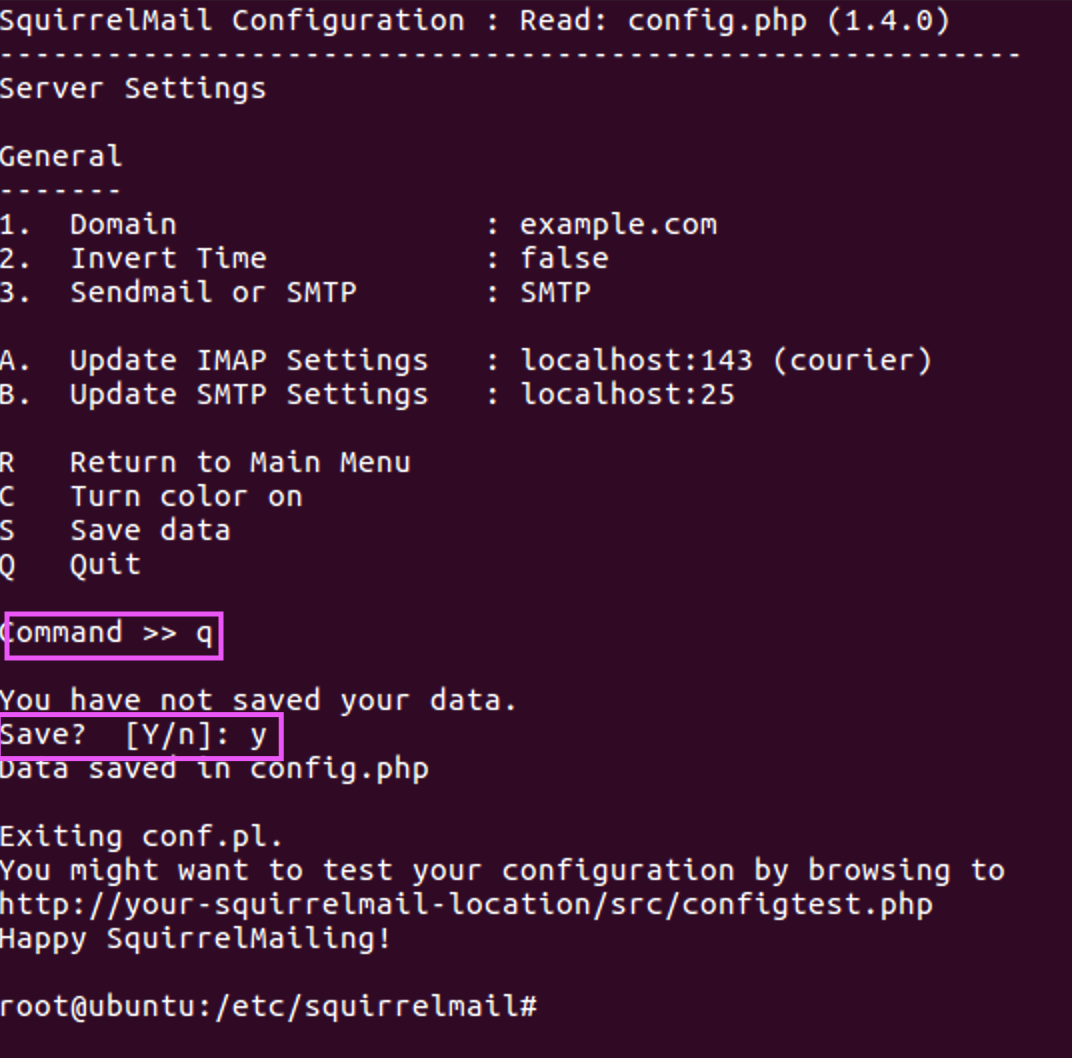 SquirrelMail Configuration : Read: config.php (1.4.0)
---------------------------------------------------------
Server Settings
General
-------
1.  Domain                 : example.com
2.  Invert Time            : false
3.  Sendmail or SMTP       : SMTP
A.  Update IMAP Settings   : localhost:143 (courier)
B.  Update SMTP Settings   : localhost:25
R   Return to Main Menu
C   Turn color on
S   Save data
Q   Quit
Command >> q
You have not saved your data.
Save?  [Y/n]: y
Data saved in config.php
Exiting conf.pl.
You might want to test your configuration by browsing to
http://your-squirrelmail-location/src/configtest.php
Happy SquirrelMailing!
root@ubuntu:/etc/squirrelmail#